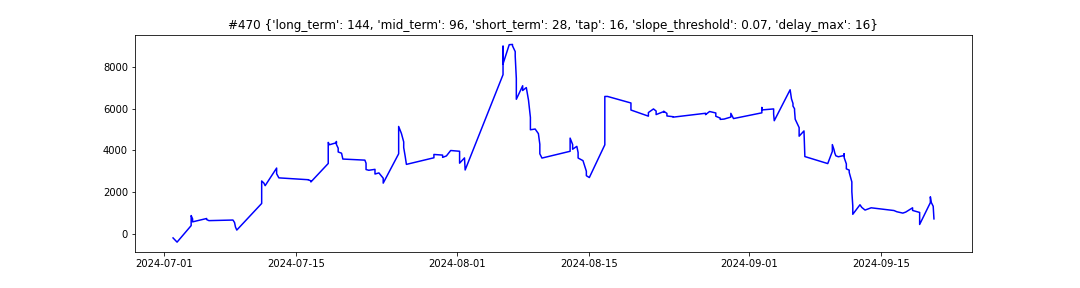 #470 {'long_term': 144, 'mid_term': 96, 'short_term': 28, 'tap': 16, 'slope_threshold': 0.07, 'delay_max': 16}
8000
6000
4000
2000
0
2024-07-01 2024-07-15 2024-08-01 2024-08-15 2024-09-01 2024-09-15